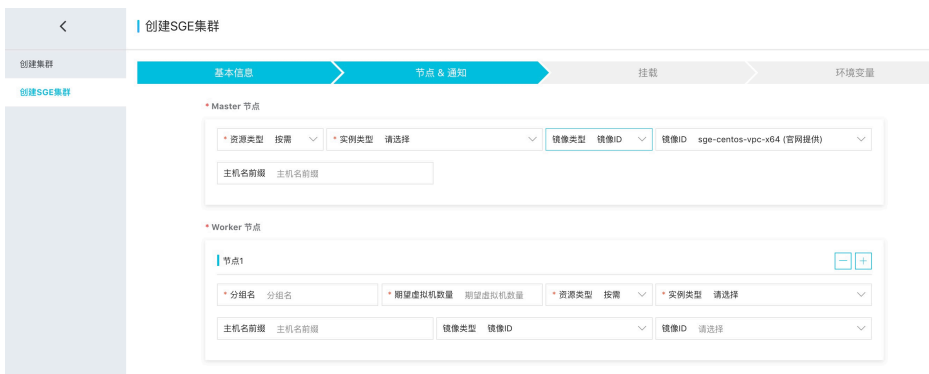 创建SGE集群
创建集群
创建SGE集群
基本信息 节点 & 通知 挂载 环境变量
* Master 节点
* 资源类型 按需 * 实例类型 请选择 镜像类型 镜像ID 镜像ID sge-centos-vpc-x64 (官网提供)
主机名前缀 主机名前缀
* Worker 节点
节点1
* 分组名 分组名 * 期望虚拟机数量 期望虚拟机数量 * 资源类型 按需 * 实例类型 请选择
主机名前缀 主机名前缀 镜像类型 镜像ID 镜像ID 请选择